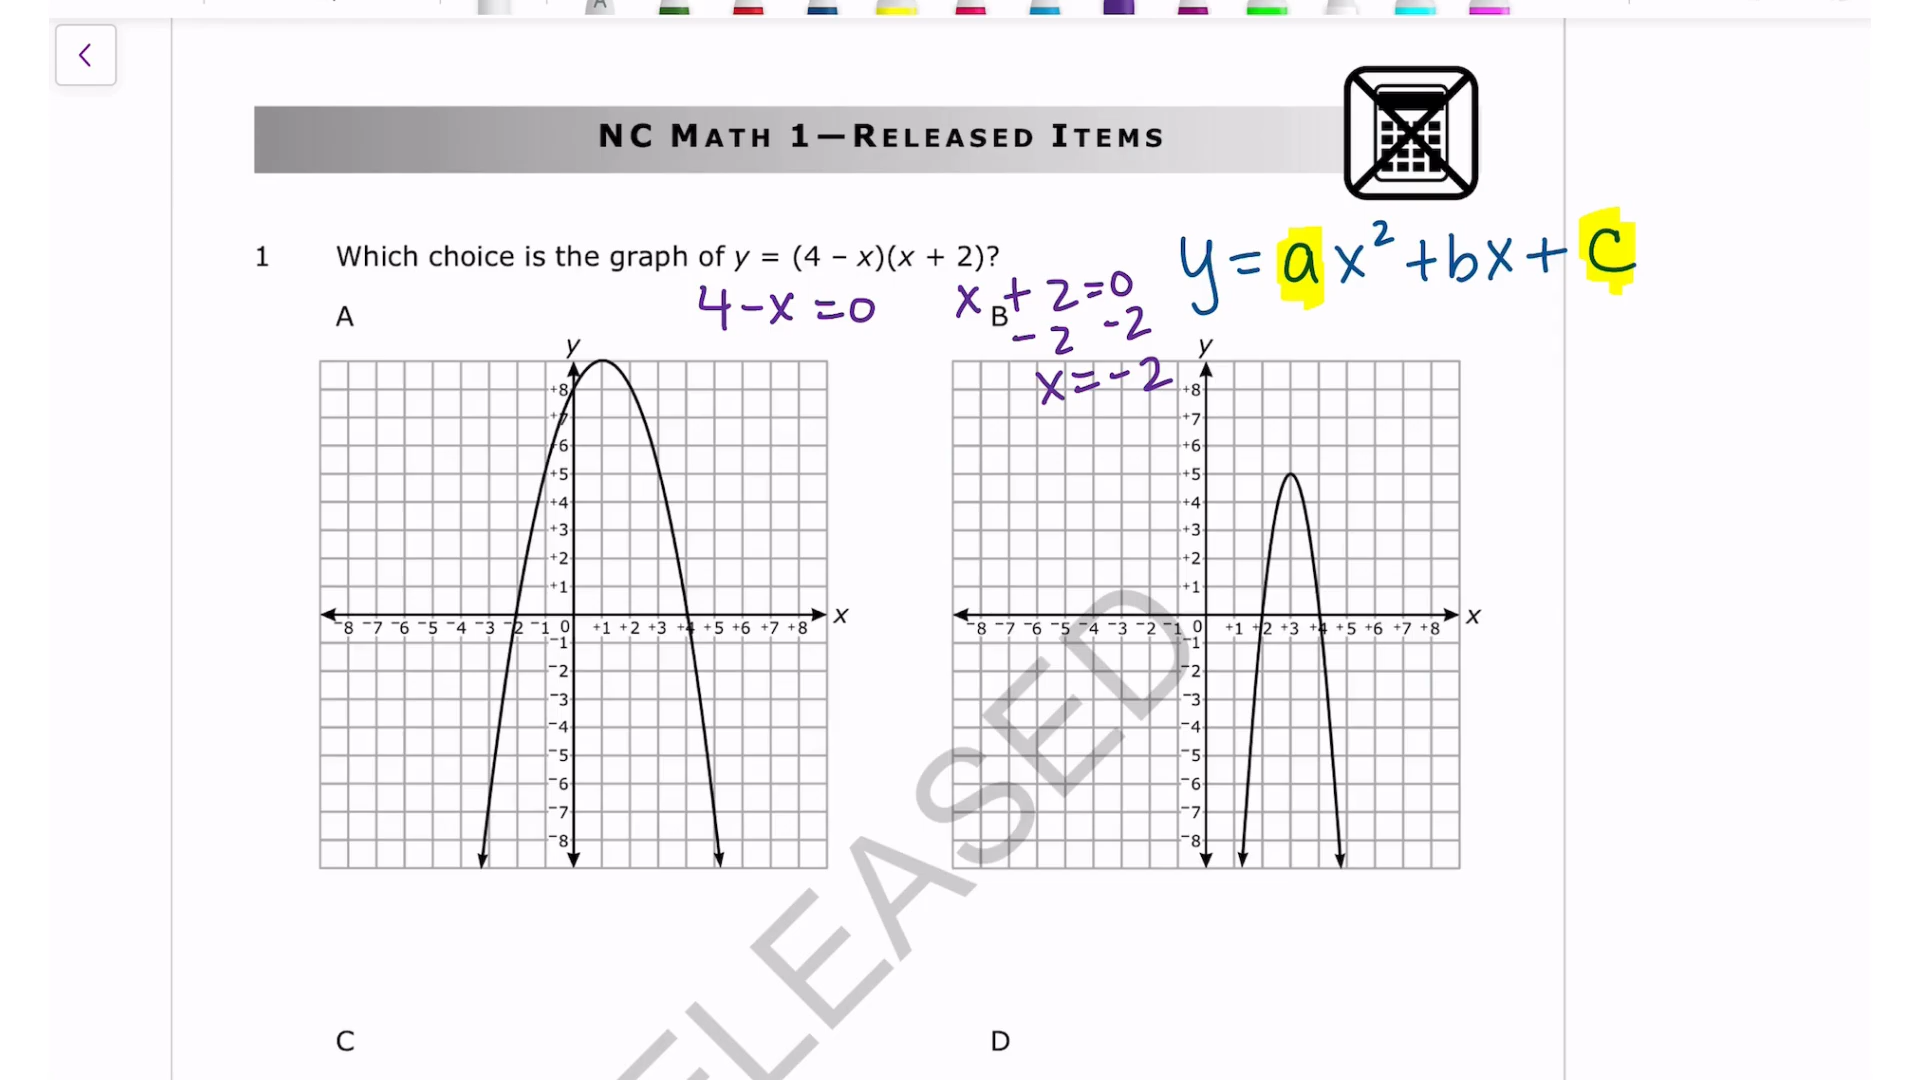 NC MATH 1—RELEASED ITEMS
1 Which choice is the graph of y = (4 – x)(x + 2)?
y = ax² + bx + c
4 - x = 0
x + 2 = 0
- 2 - 2
x = - 2
A
B
y
+8
+7
+6
+5
+4
+3
+2
+1
-8 -7 -6 -5 -4 -3 -2 -1 0 +1 +2 +3 +4 +5 +6 +7 +8 x
-1
-2
-3
-4
-5
-6
-7
-8
y
+8
+7
+6
+5
+4
+3
+2
+1
-8 -7 -6 -5 -4 -3 -2 -1 0 +1 +2 +3 +4 +5 +6 +7 +8 x
-1
-2
-3
-4
-5
-6
-7
-8
ELEASED
C
D